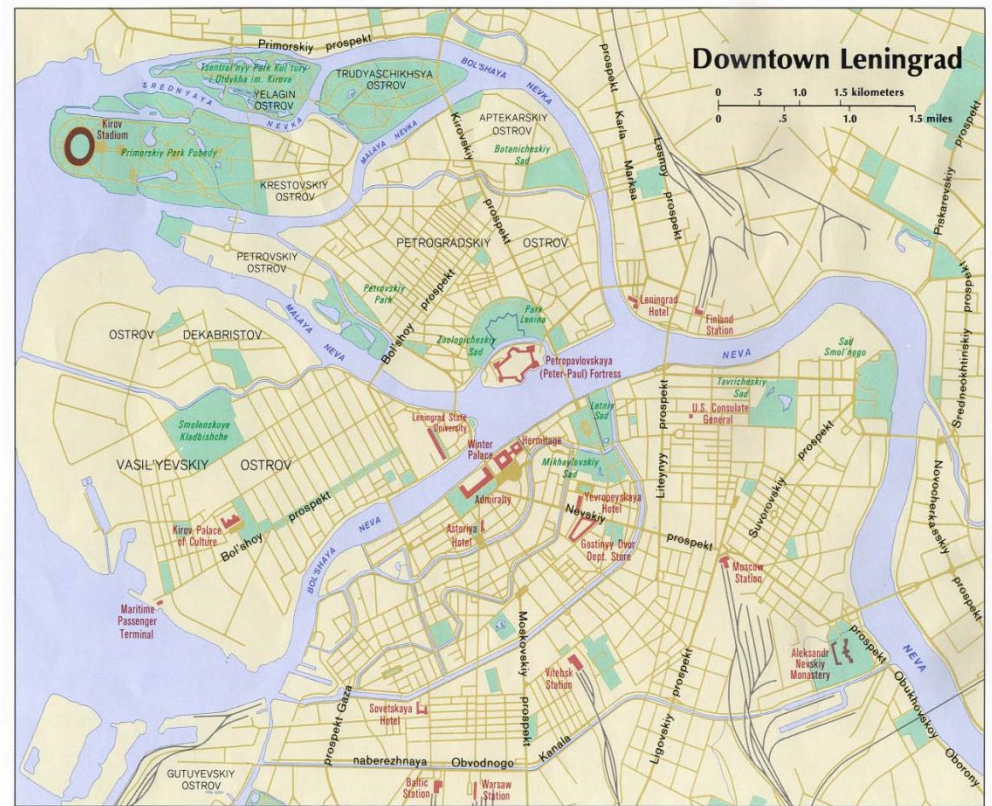 Downtown Leningrad
0 .5 1.0 1.5 kilometers
0 .5 1.0 1.5 miles
Primorskiy prospekt
Tsentral'nyy Park Kul'tury
i Otdykha im. Kirova
YELAGIN
OSTROV
TRUDYASCHIKHSYA
OSTROV
BOL'SHAYA
NEVKA
SREDNYAYA
NEVKA
MALAYA NEVKA
Kirov
Stadium
Primorskiy Park Pobedy
KRESTOVSKIY
OSTROV
APTEKARSKIY
OSTROV
Botanicheskiy
Sad
Kirovskiy
prospekt
prospekt
Karla
Marksa
Lesnoy
prospekt
Piskarevskiy
prospekt
PETROGRADSKIY OSTROV
PETROVSKIY
OSTROV
Petrovskiy
Park
Bol'shoy prospekt
MALAYA
NEVA
OSTROV DEKABRISTOV
Park
Lenina
Zoologicheskiy
Sad
Petropavlovskaya
(Peter-Paul) Fortress
Leningrad
Hotel
Finland
Station
NEVA
Sad
Smol'nego
Tavricheskiy
Sad
U.S. Consulate
General
Sredneokhtinskiy
prospekt
Smolenskoye
Kladbishche
VASIL'YEVSKIY OSTROV
Leningrad State
University
Winter
Palace
Hermitage
Letniy
Sad
Mikhaylovskiy
Sad
Liteynyy
prospekt
Suvorovskiy
prospekt
Admiralty
Astoriya
Hotel
Yevropeyskaya
Hotel
Nevskiy
prospekt
Gostinyy Dvor
Dept. Store
Moscow
Station
Novocherkasskiy
prospekt
Kirov Palace
of Culture
Bol'shoy prospekt
BOL'SHAYA
NEVA
Maritime
Passenger
Terminal
Moskovskiy
prospekt
Vitebsk
Station
Ligovskiy
prospekt
Aleksandr
Nevskiy
Monastery
prospekt
Obukhovskoy
Oborony
NEVA
prospekt Gaza
Sovetskaya
Hotel
naberezhnaya Obvodnogo Kanala
GUTUYEVSKIY
OSTROV
Baltic
Station
Warsaw
Station